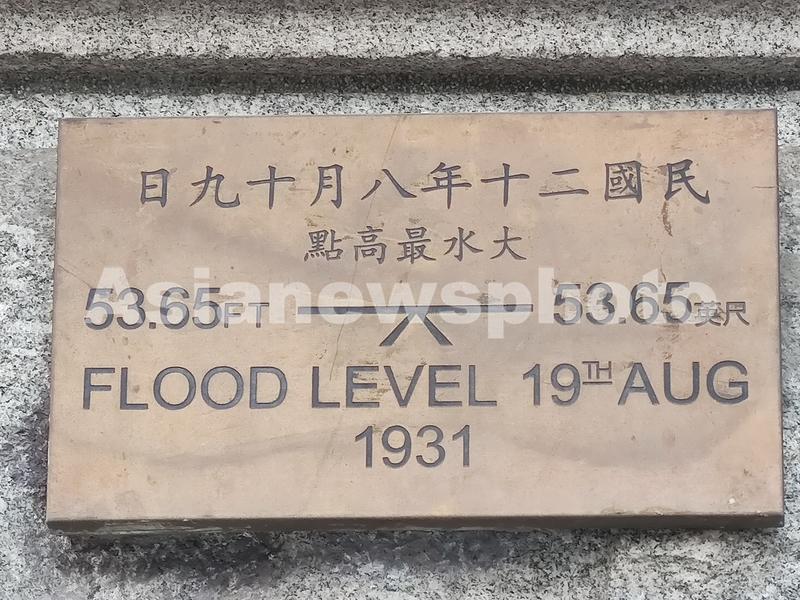 民國二十年八月十九日
大水最高點
53.65FT 53.65英尺
FLOOD LEVEL 19TH AUG
1931
Asianewsphoto